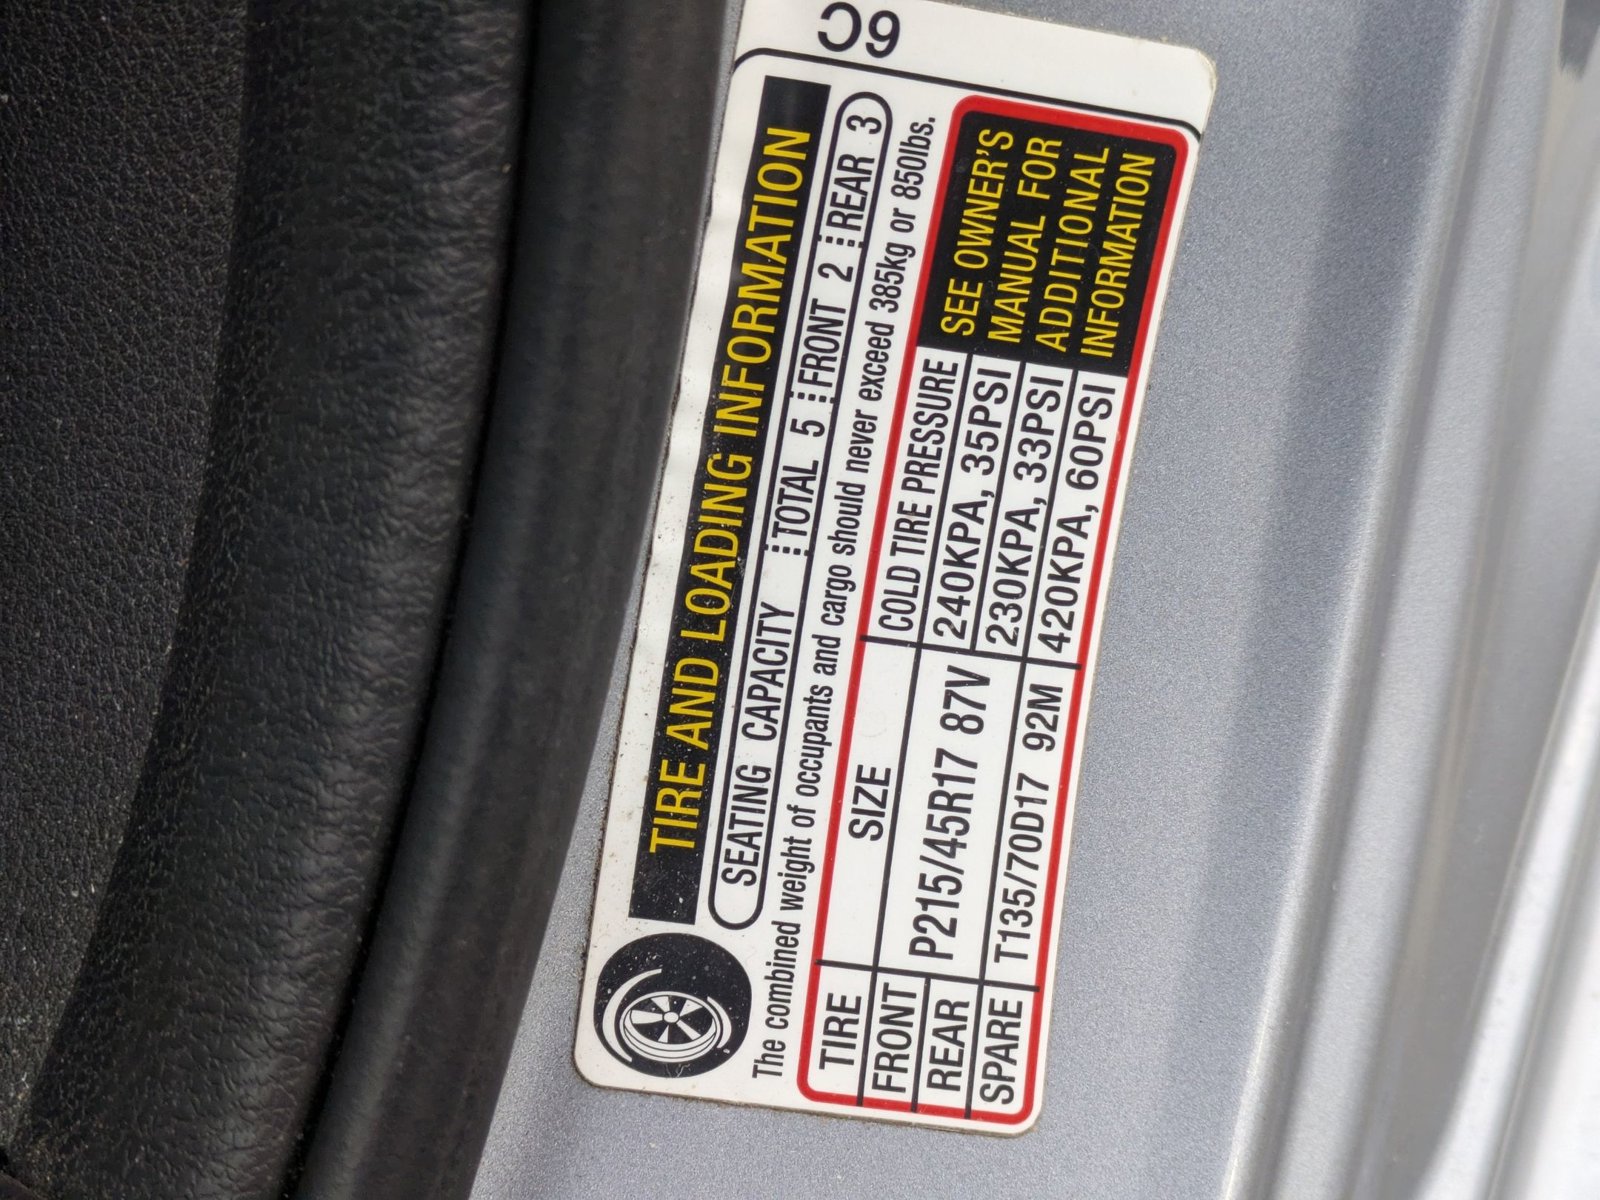 C9
TIRE AND LOADING INFORMATION
SEATING CAPACITY TOTAL 5 FRONT 2 REAR 3
The combined weight of occupants and cargo should never exceed 385kg or 850lbs.
TIRE SIZE COLD TIRE PRESSURE
FRONT P215/45R17 87V 240KPA, 35PSI
REAR 230KPA, 33PSI
SPARE T135/70D17 92M 420KPA, 60PSI
SEE OWNER'S
MANUAL FOR
ADDITIONAL
INFORMATION